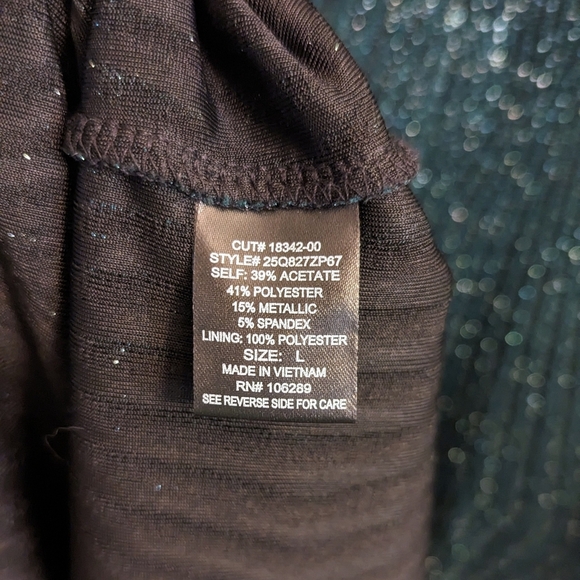 CUT# 18342-00
STYLE# 25Q827ZP67
SELF: 39% ACETATE
41% POLYESTER
15% METALLIC
5% SPANDEX
LINING: 100% POLYESTER
SIZE: L
MADE IN VIETNAM
RN# 106289
SEE REVERSE SIDE FOR CARE